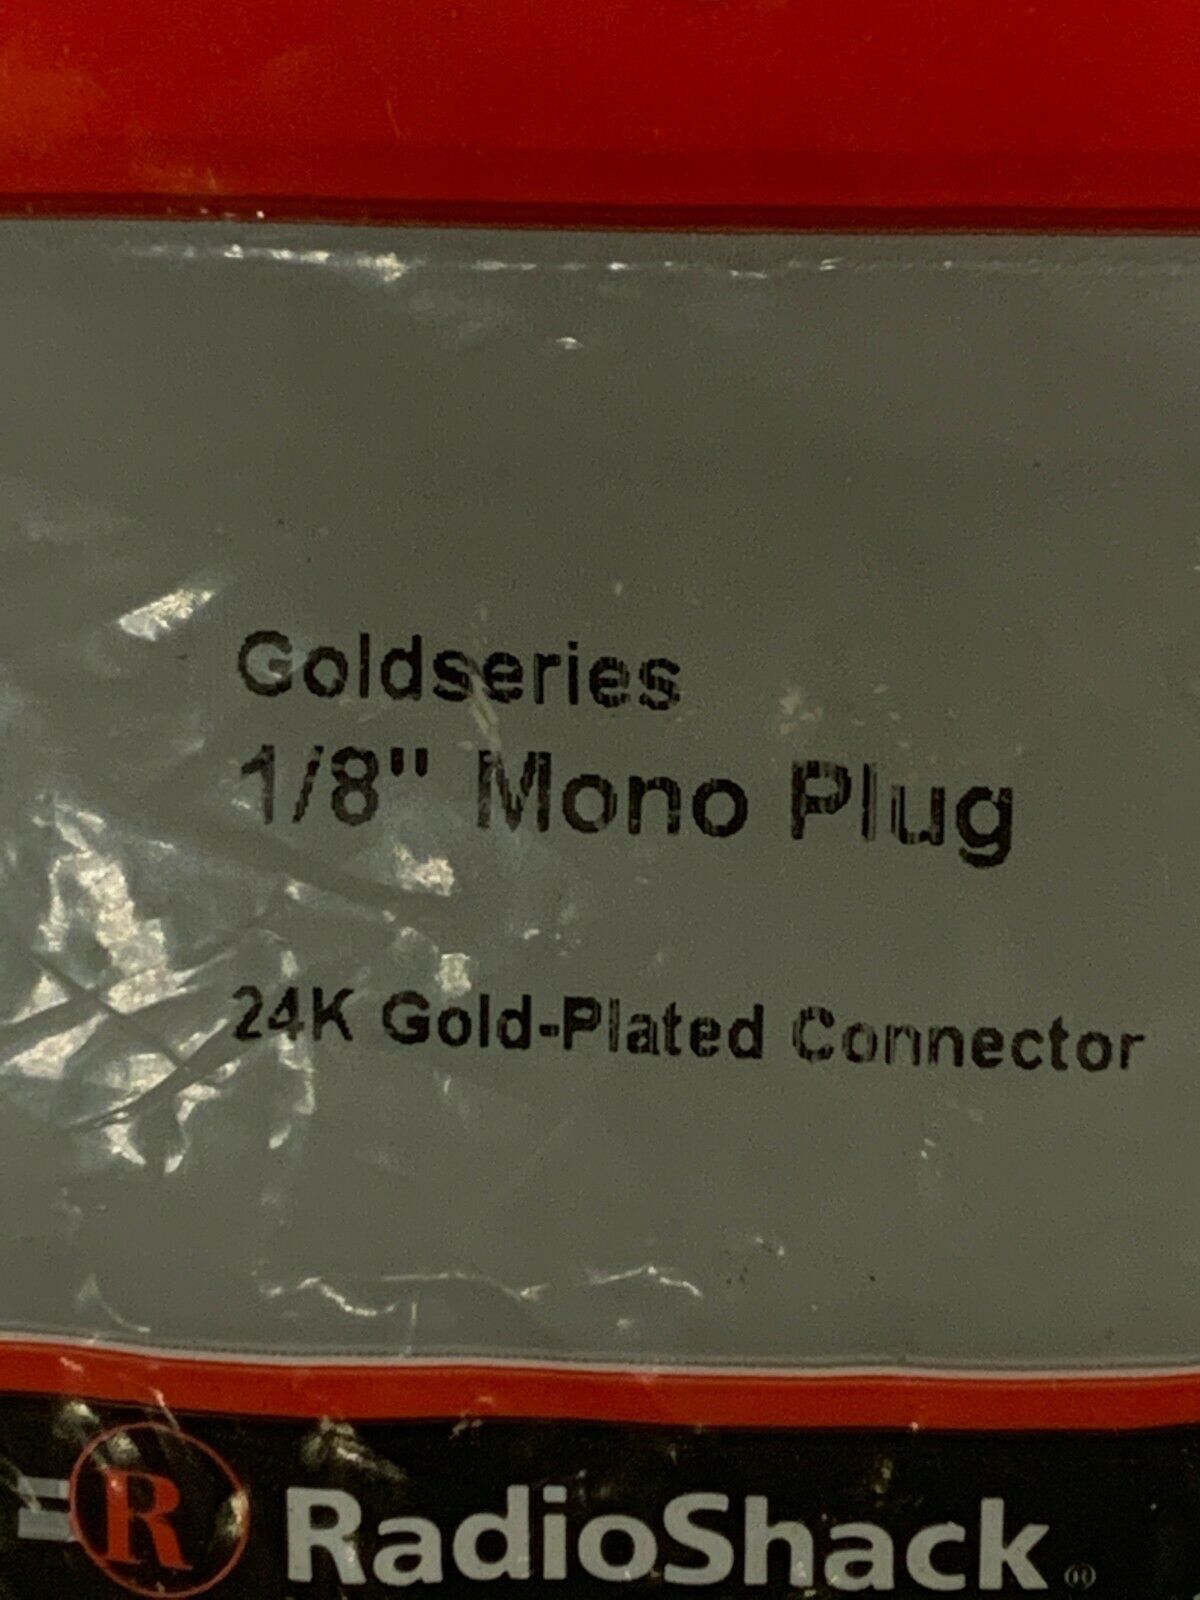 Goldseries
1/8" Mono Plug
24K Gold-Plated Connector
R RadioShack®